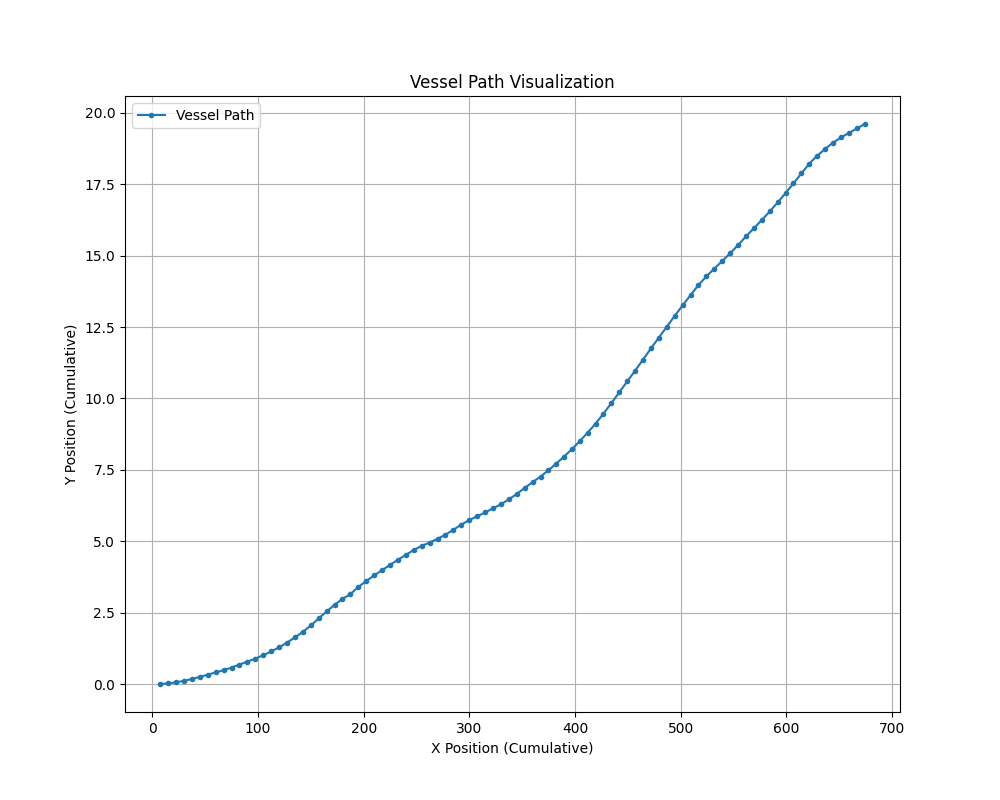 Vessel Path Visualization
Vessel Path
20.0
17.5
15.0
12.5
10.0
7.5
5.0
2.5
0.0
Y Position (Cumulative)
0 100 200 300 400 500 600 700
X Position (Cumulative)